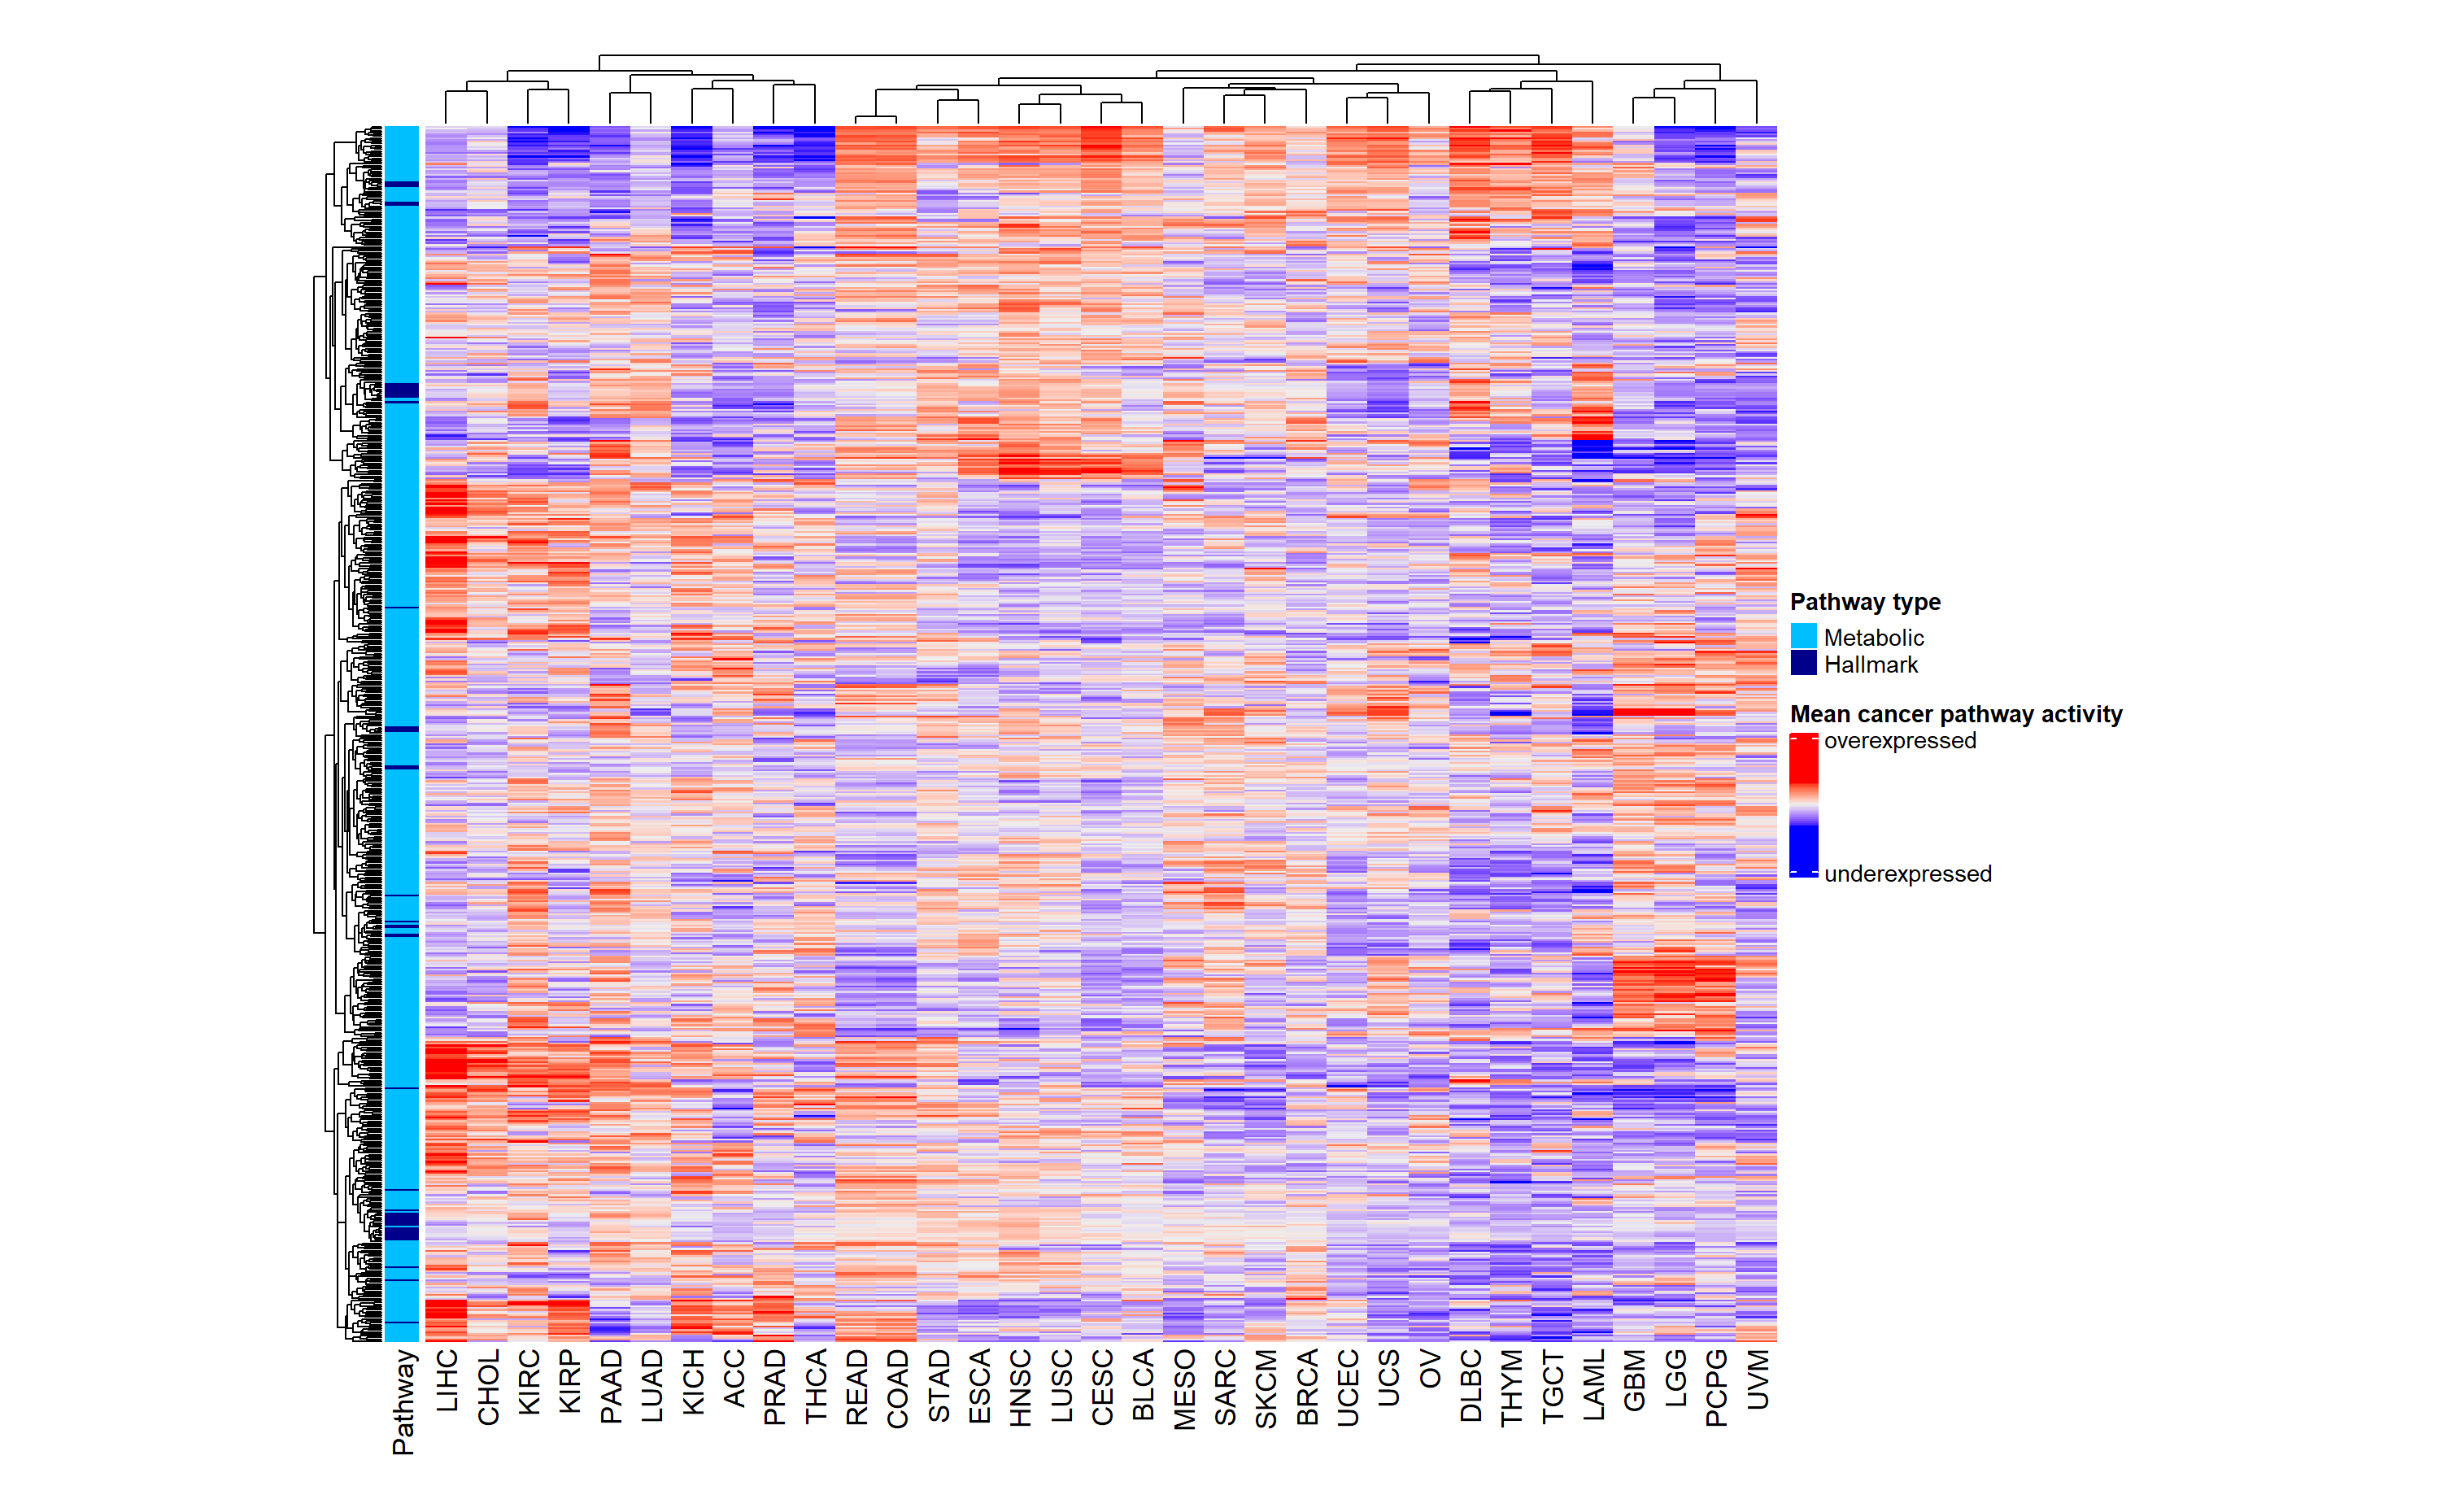 Pathway type
Metabolic
Hallmark
Mean cancer pathway activity
overexpressed
underexpressed
Pathway
LIHC
CHOL
KIRC
KIRP
PAAD
LUAD
KICH
ACC
PRAD
THCA
READ
COAD
STAD
ESCA
HNSC
LUSC
CESC
BLCA
MESO
SARC
SKCM
BRCA
UCEC
UCS
OV
DLBC
THYM
TGCT
LAML
GBM
LGG
PCPG
UVM